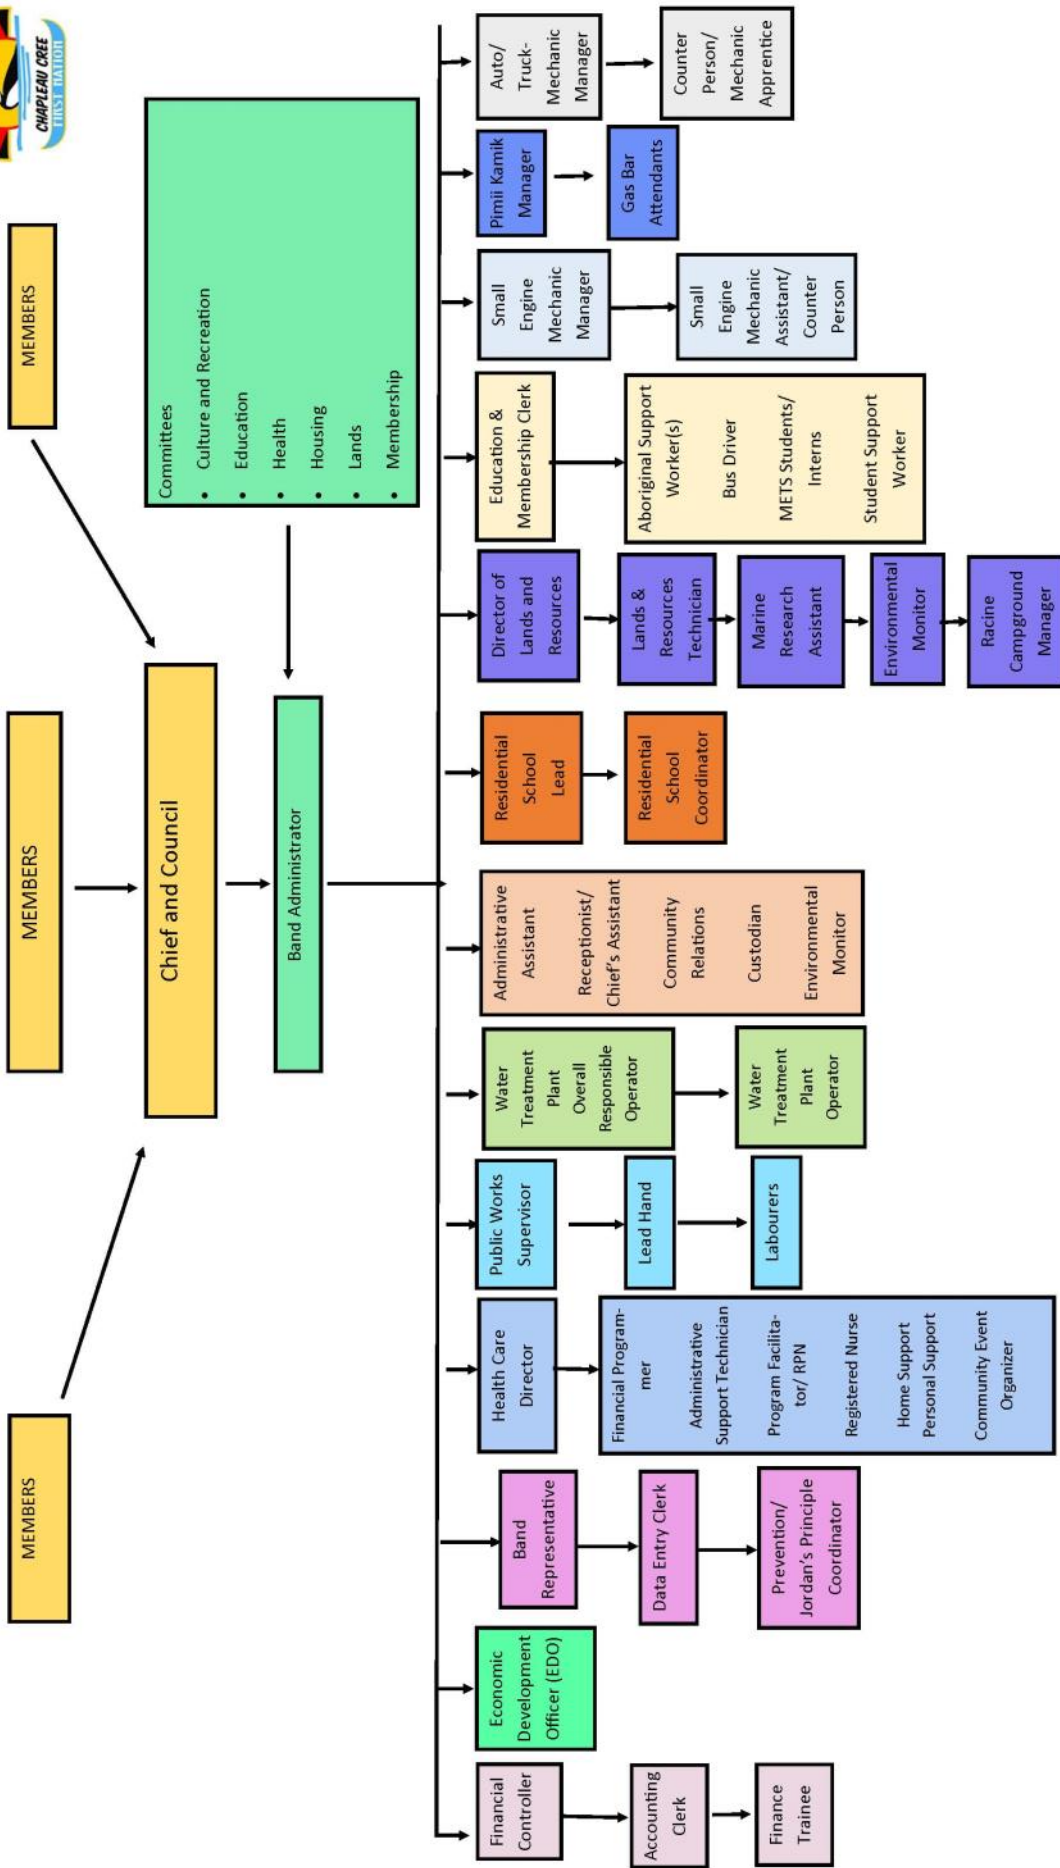 CHAPLEAU CREE
FIRST NATION
MEMBERS
MEMBERS
MEMBERS
Chief and Council
Band Administrator
Committees
• Culture and Recreation
• Education
• Health
• Housing
• Lands
• Membership
Financial
Controller
Accounting
Clerk
Finance
Trainee
Economic
Development
Officer (EDO)
Band
Representative
Data Entry Clerk
Prevention/
Jordan's Principle
Coordinator
Health Care
Director
Financial Program-
mer
Administrative
Support Technician
Program Facilita-
tor/ RPN
Registered Nurse
Home Support
Personal Support
Community Event
Organizer
Public Works
Supervisor
Lead Hand
Labourers
Water
Treatment
Plant
Overall
Responsible
Operator
Water
Treatment
Plant
Operator
Administrative
Assistant
Receptionist/
Chief's Assistant
Community
Relations
Custodian
Environmental
Monitor
Residential
School
Lead
Residential
School
Coordinator
Director of
Lands and
Resources
Lands &
Resources
Technician
Marine
Research
Assistant
Environmental
Monitor
Racine
Campground
Manager
Education &
Membership Clerk
Aboriginal Support
Worker(s)
Bus Driver
METS Students/
Interns
Student Support
Worker
Small
Engine
Mechanic
Manager
Small
Engine
Mechanic
Assistant/
Counter
Person
Pimii Kamik
Manager
Gas Bar
Attendants
Auto/
Truck-
Mechanic
Manager
Counter
Person/
Mechanic
Apprentice